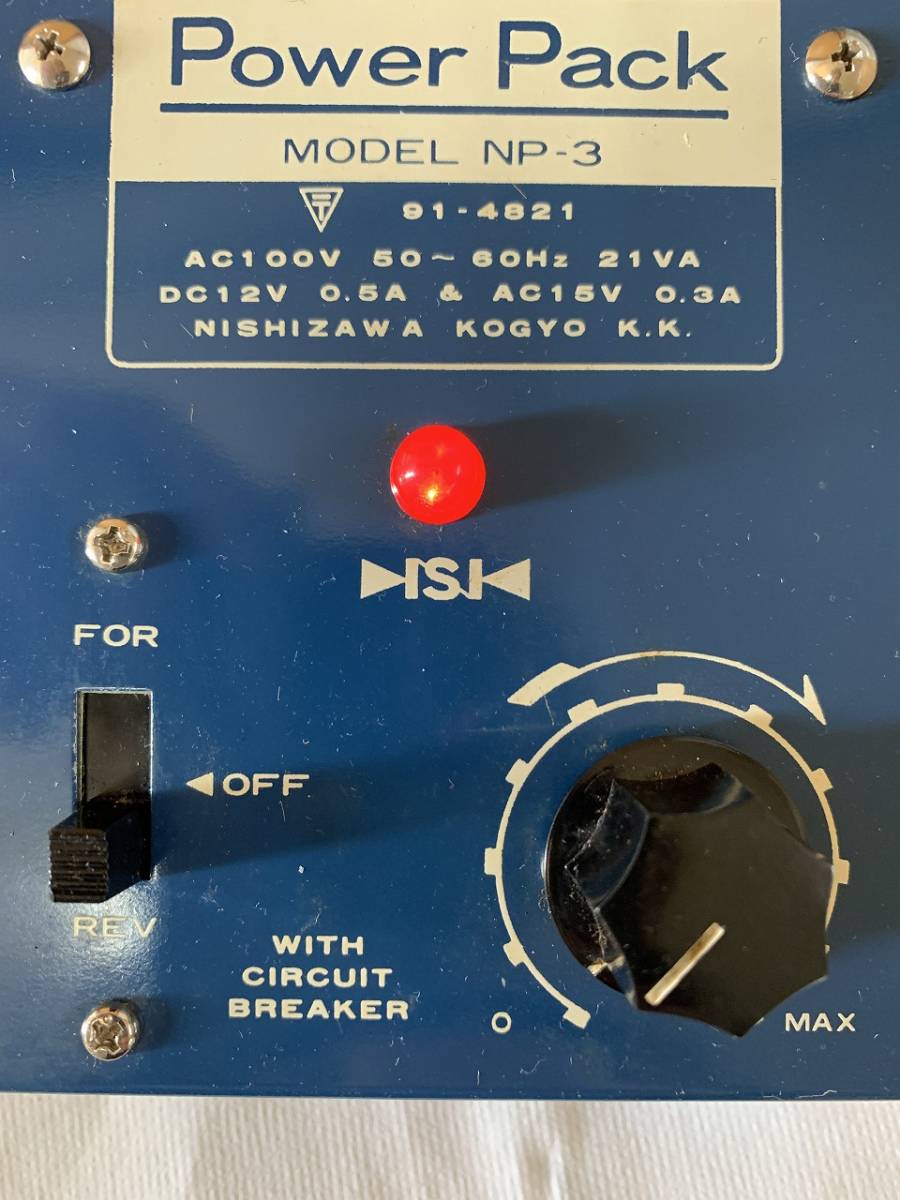 Power Pack
MODEL NP-3
〒 91-4821
AC100V 50~60Hz 21VA
DC12V 0.5A & AC15V 0.3A
NISHIZAWA KOGYO K.K.
FOR
OFF
REV
WITH
CIRCUIT
BREAKER
0
MAX